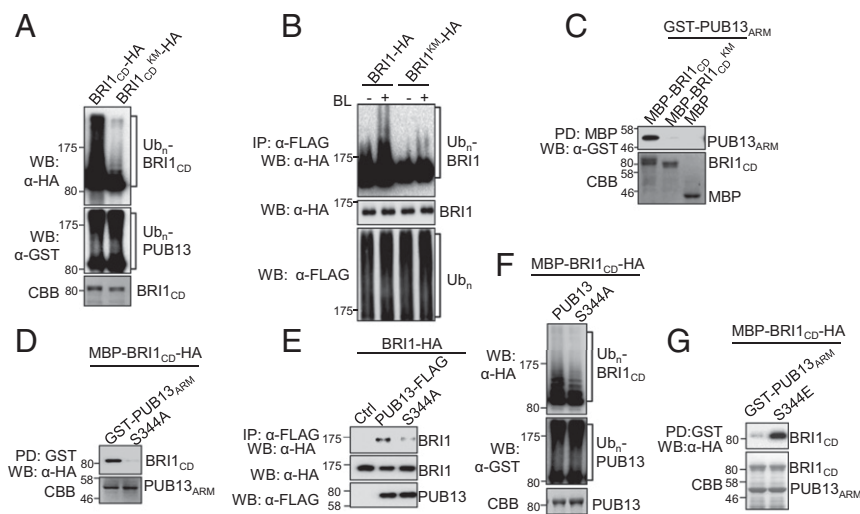 A
BRI1CD-HA
BRI1CD KM-HA
WB:
α-HA
175
80
Ubn-
BRI1CD
WB:
α-GST
175
80
Ubn-
PUB13
CBB
80
BRI1CD
B
BRI1-HA
BRI1KM-HA
BL - + - +
IP: α-FLAG
WB: α-HA
175
Ubn-
BRI1
WB: α-HA
175
BRI1
WB: α-FLAG
175
Ubn
C
GST-PUB13ARM
MBP-BRI1CD
MBP-BRI1CD KM
MBP
PD: MBP
WB: α-GST
58
46
PUB13ARM
CBB
80
58
46
BRI1CD
MBP
D
MBP-BRI1CD-HA
GST-PUB13ARM
S344A
PD: GST
WB: α-HA
80
BRI1CD
CBB
58
46
PUB13ARM
E
BRI1-HA
Ctrl
PUB13-FLAG
S344A
IP: α-FLAG
WB: α-HA
175
BRI1
WB: α-HA
175
BRI1
WB: α-FLAG
80
58
PUB13
F
MBP-BRI1CD-HA
PUB13
S344A
WB:
α-HA
175
80
Ubn-
BRI1CD
WB:
α-GST
175
80
Ubn-
PUB13
CBB
80
PUB13
G
MBP-BRI1CD-HA
GST-PUB13ARM
S344E
PD:GST
WB:α-HA
80
BRI1CD
CBB
80
58
46
BRI1CD
PUB13ARM